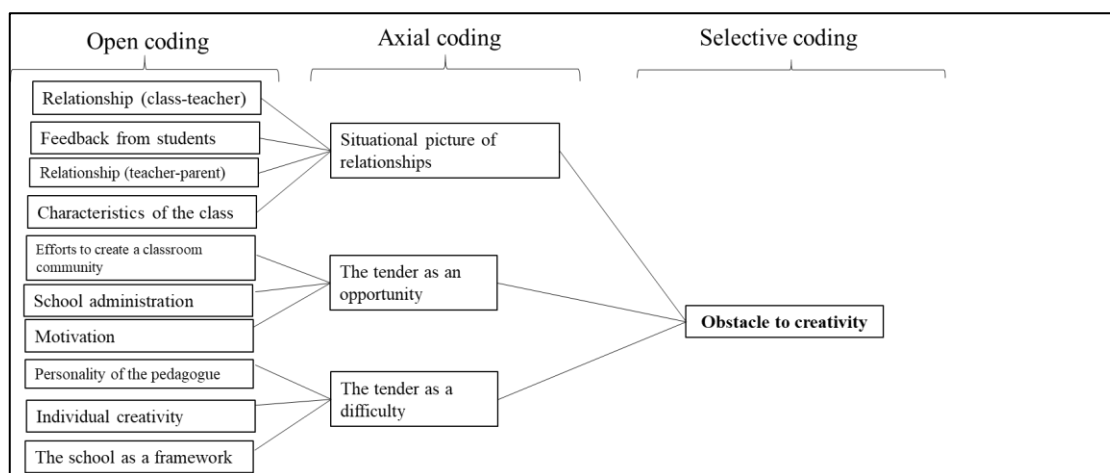 Open coding
Axial coding
Selective coding
Relationship (class-teacher)
Feedback from students
Relationship (teacher-parent)
Characteristics of the class
Efforts to create a classroom
community
School administration
Motivation
Personality of the pedagogue
Individual creativity
The school as a framework
Situational picture of
relationships
The tender as an
opportunity
The tender as a
difficulty
Obstacle to creativity